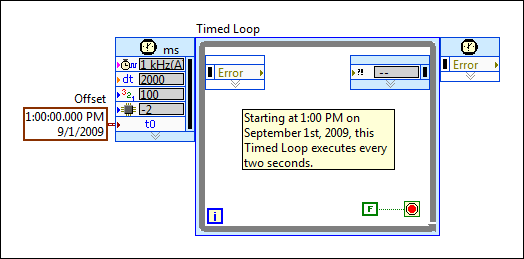 Timed Loop
ms
1 kHz(A
dt 2000
321 100
-2
t0
Offset
1:00:00.000 PM
9/1/2009
Error
?! --
Error
Starting at 1:00 PM on
September 1st, 2009, this
Timed Loop executes every
two seconds.
i
F